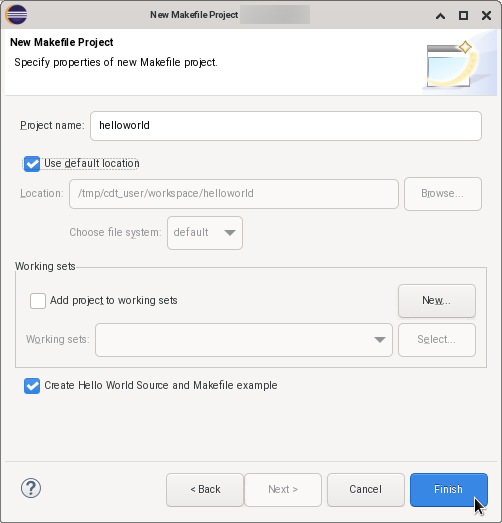 New Makefile Project
New Makefile Project
Specify properties of new Makefile project.
Project name: helloworld
Use default location
Location: /tmp/cdt_user/workspace/helloworld Browse...
Choose file system: default
Working sets
Add project to working sets New...
Working sets: Select...
Create Hello World Source and Makefile example
? < Back Next > Cancel Finish